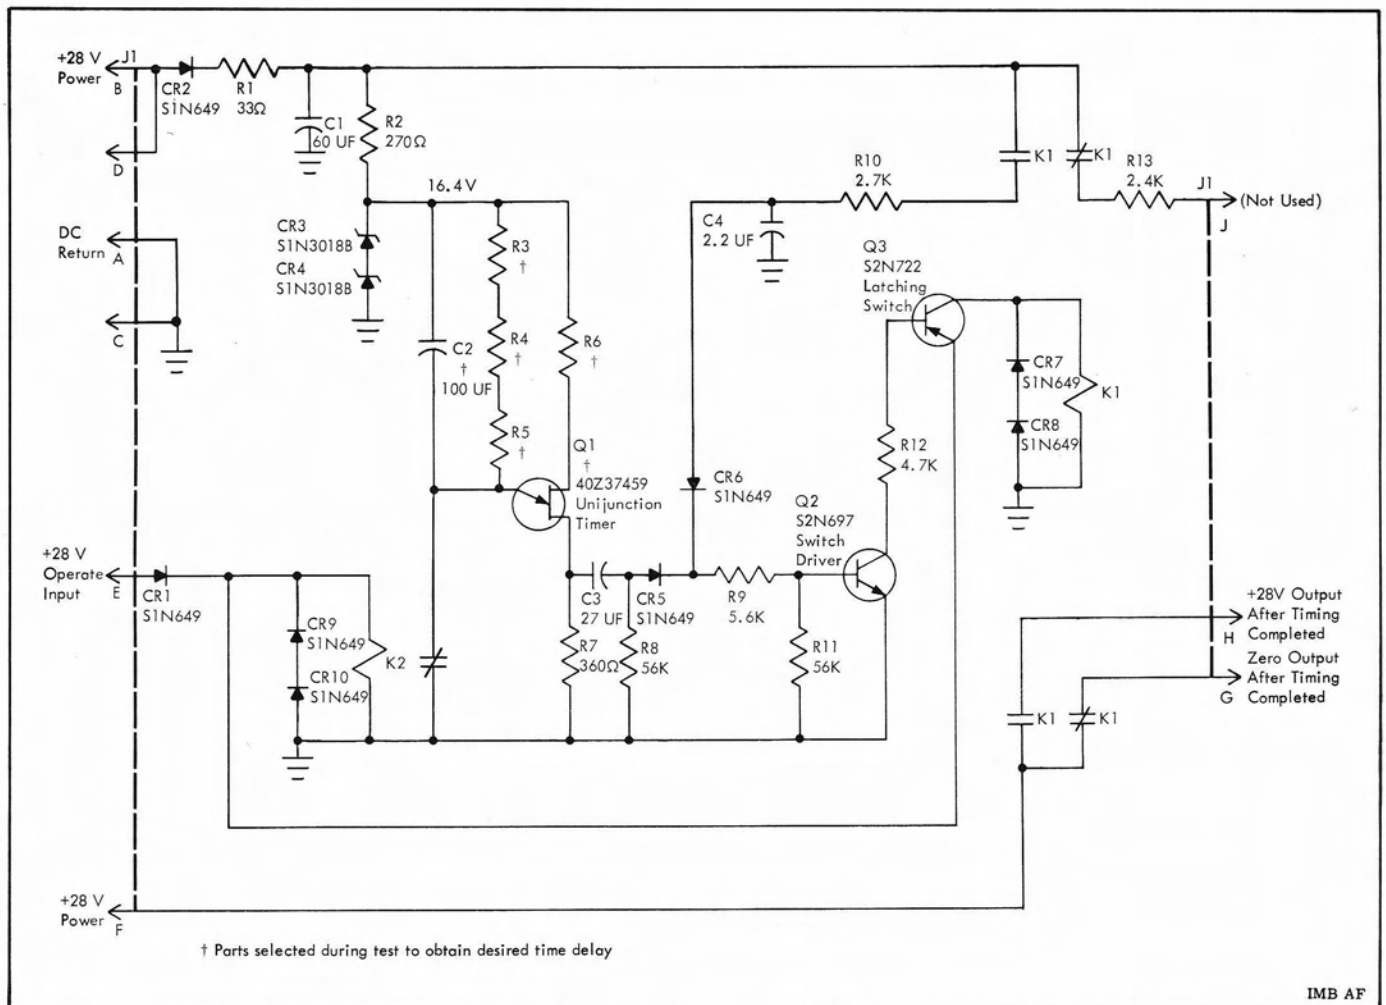 +28 V
Power
J1
B
CR2
S1N649
R1
33Ω
C1
60 UF
R2
270Ω
D
16.4V
K1
K1
R10
2.7K
R13
2.4K
J1
(Not Used)
J
DC
Return
A
C
CR3
S1N3018B
CR4
S1N3018B
R3
†
C4
2.2 UF
Q3
S2N722
Latching
Switch
C2
†
100 UF
R4
†
R6
†
CR7
S1N649
K1
CR8
S1N649
R5
†
Q1
†
40Z37459
Unijunction
Timer
R12
4.7K
CR6
S1N649
Q2
S2N697
Switch
Driver
+28 V
Operate
Input
E
CR1
S1N649
C3
27 UF
CR5
S1N649
R9
5.6K
CR9
S1N649
CR10
S1N649
K2
R7
360Ω
R8
56K
R11
56K
+28V Output
After Timing
Completed
H
Zero Output
After Timing
Completed
G
K1
K1
+28 V
Power
F
† Parts selected during test to obtain desired time delay
IMB AF